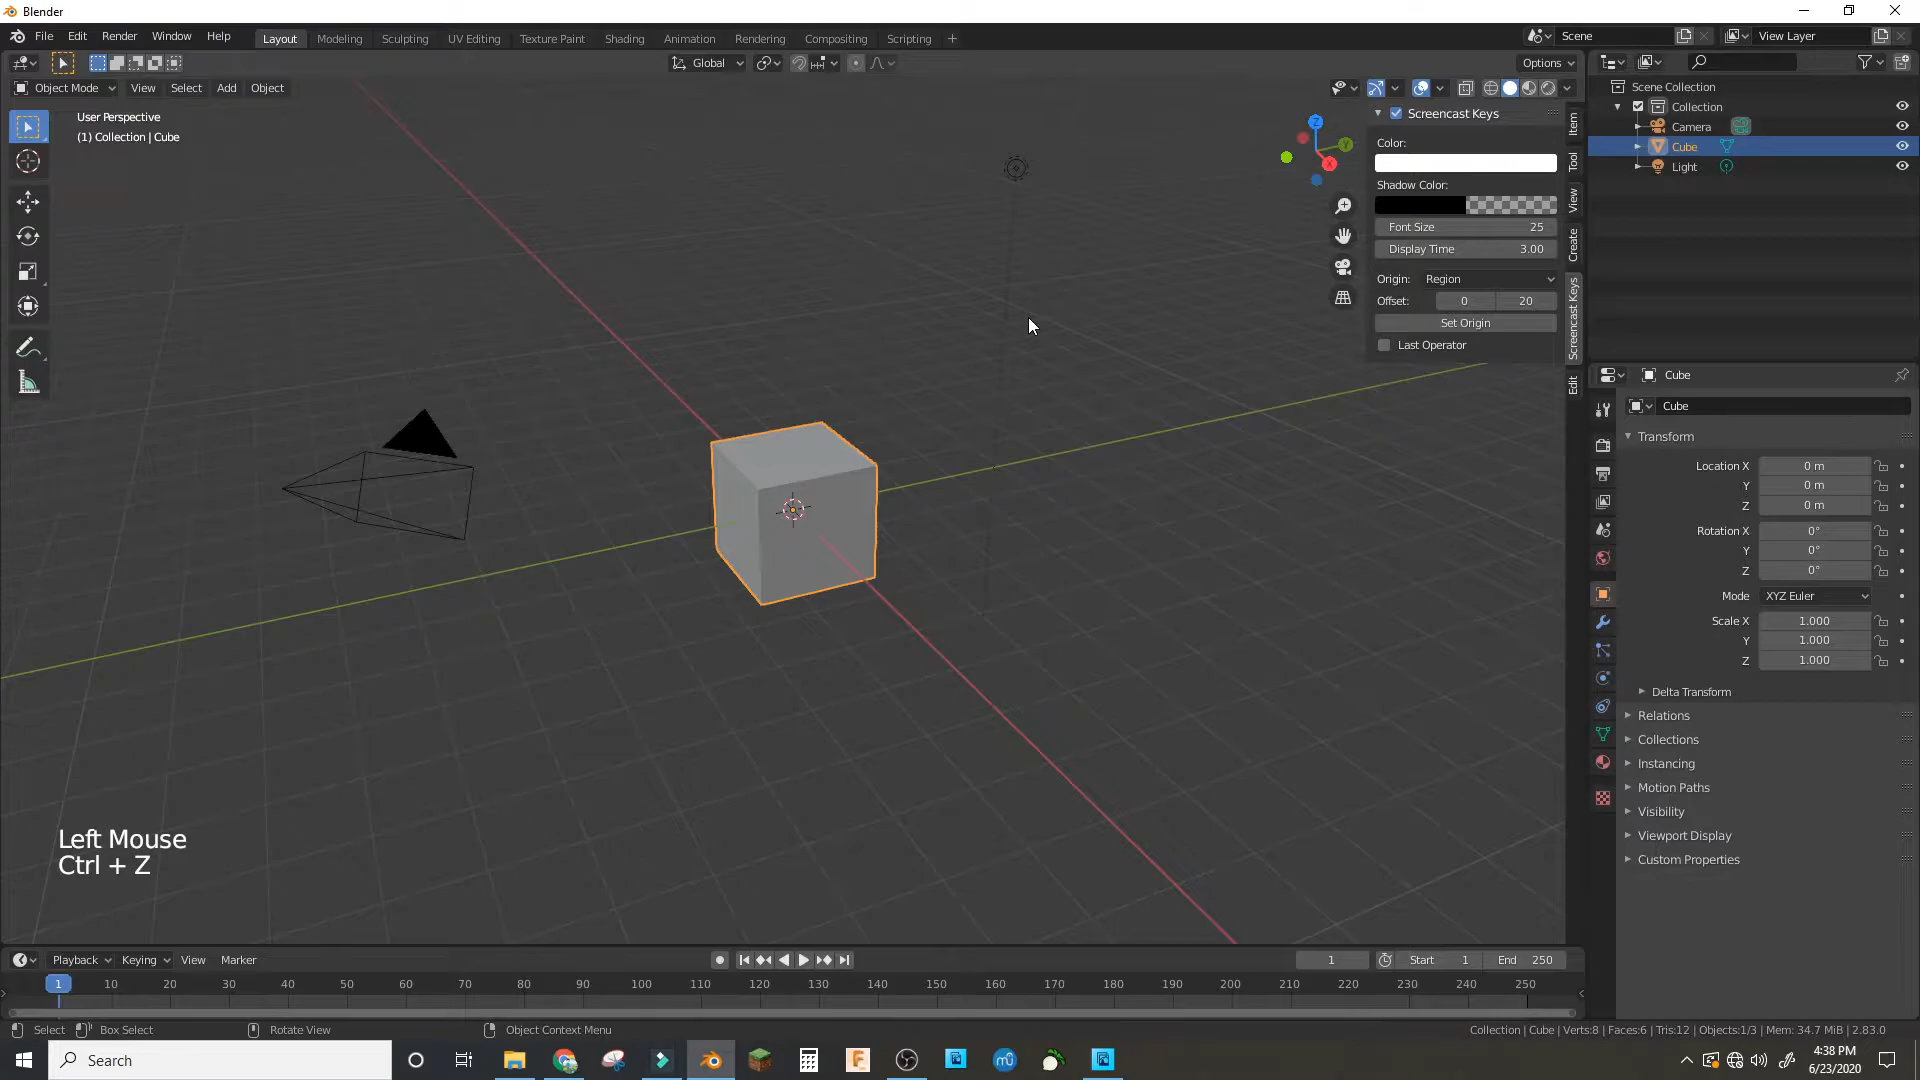 Blender
File Edit Render Window Help
Layout Modeling Sculpting UV Editing Texture Paint Shading Animation Rendering Compositing Scripting +
Scene
View Layer
Global
Options
Object Mode View Select Add Object
User Perspective
(1) Collection | Cube
Screencast Keys
Color:
Shadow Color:
Font Size 25
Display Time 3.00
Origin: Region
Offset: 0 20
Set Origin
Last Operator
Item
Tool
View
Create
Screencast Keys
Edit
Z
Y
X
Scene Collection
Collection
Camera
Cube
Light
Cube
Cube
Transform
Location X 0 m
Y 0 m
Z 0 m
Rotation X 0°
Y 0°
Z 0°
Mode XYZ Euler
Scale X 1.000
Y 1.000
Z 1.000
Delta Transform
Relations
Collections
Instancing
Motion Paths
Visibility
Viewport Display
Custom Properties
Left Mouse
Ctrl + Z
Playback Keying View Marker
1 Start 1 End 250
1 10 20 30 40 50 60 70 80 90 100 110 120 130 140 150 160 170 180 190 200 210 220 230 240 250
Select Box Select Rotate View Object Context Menu
Collection | Cube | Verts:8 | Faces:6 | Tris:12 | Objects:1/3 | Mem: 34.7 MiB | 2.83.0
Search
4:38 PM
6/23/2020